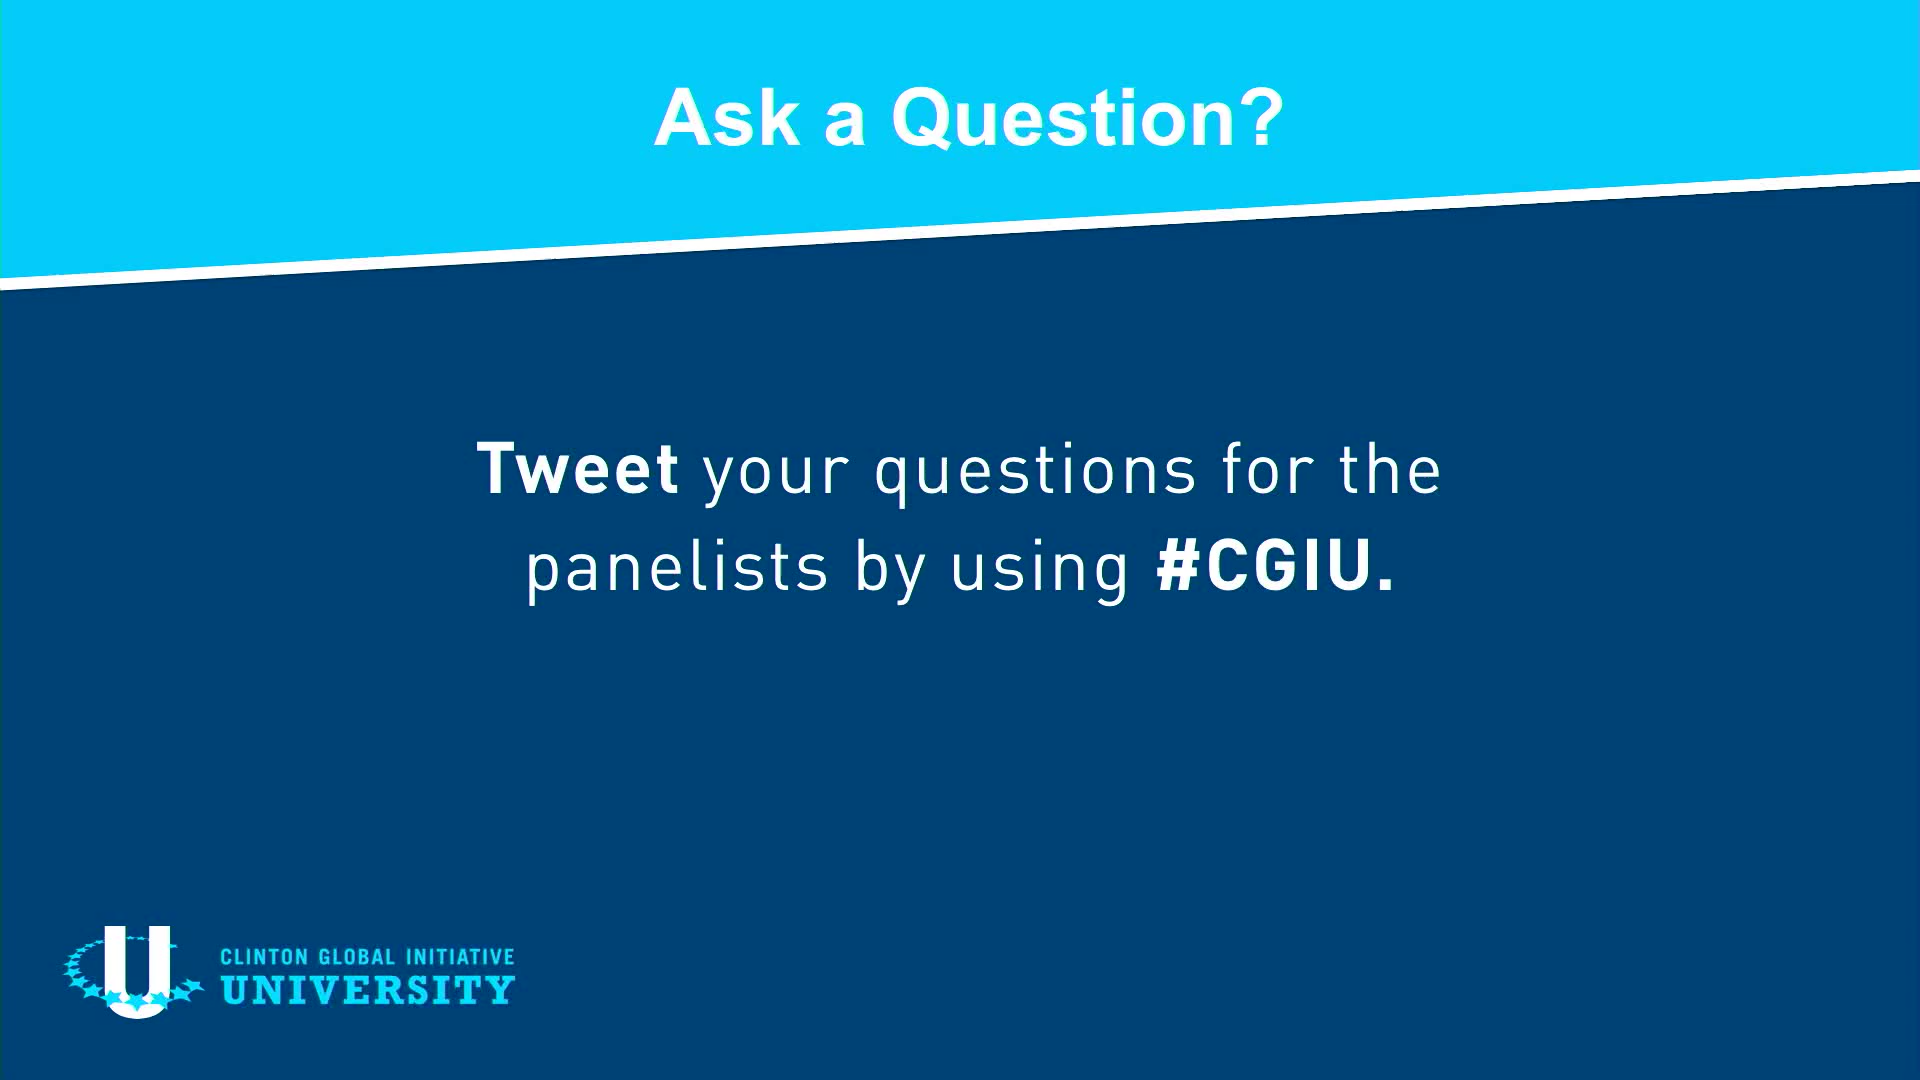 Ask a Question?
Tweet your questions for the
panelists by using #CGIU.
U
CLINTON GLOBAL INITIATIVE
UNIVERSITY